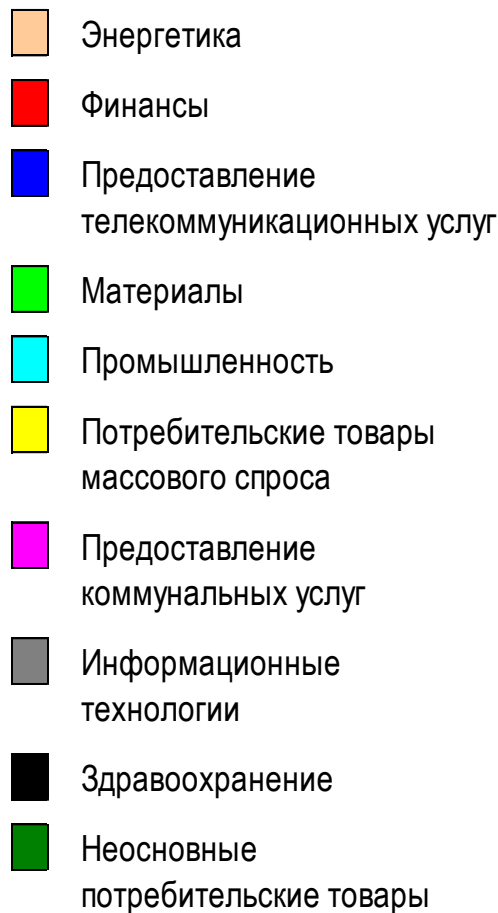 Энергетика
Финансы
Предоставление
телекоммуникационных услуг
Материалы
Промышленность
Потребительские товары
массового спроса
Предоставление
коммунальных услуг
Информационные
технологии
Здравоохранение
Неосновные
потребительские товары